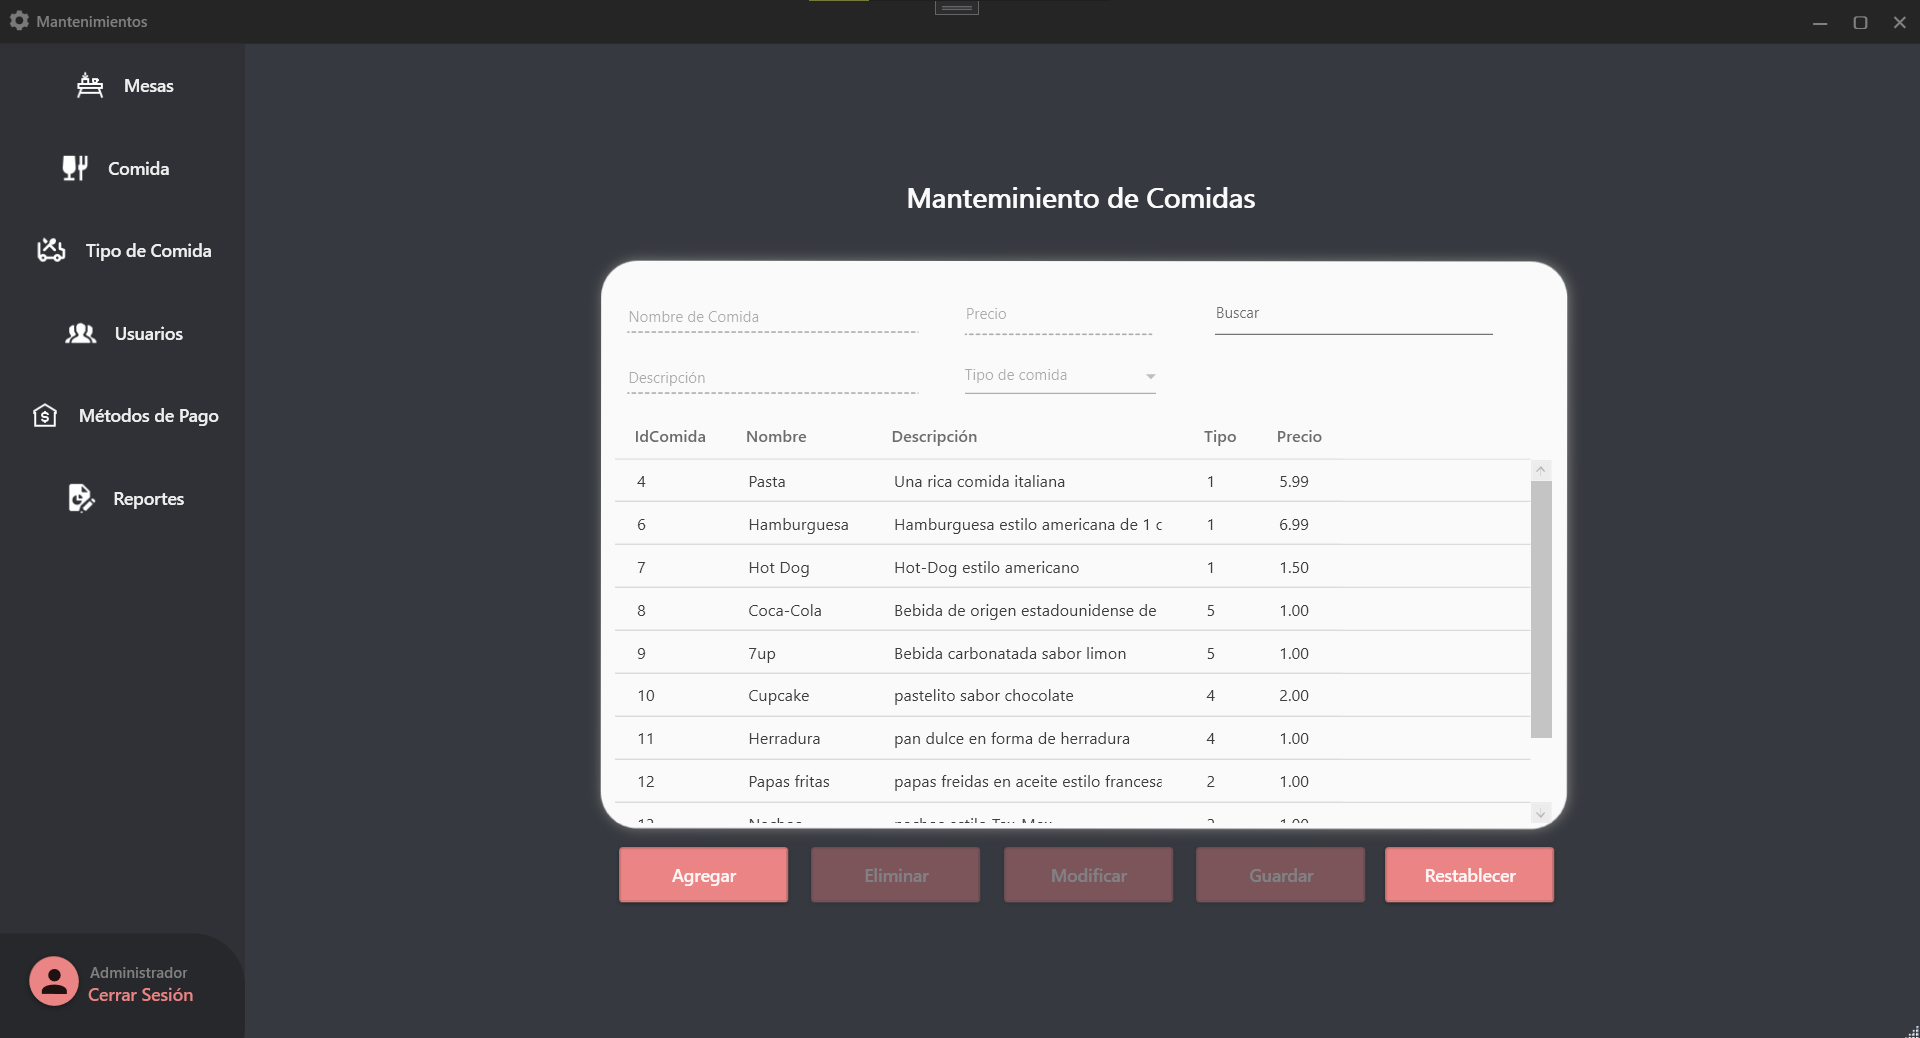 Mantenimientos
Mesas
Comida
Tipo de Comida
Usuarios
Métodos de Pago
Reportes
Administrador
Cerrar Sesión
Manteminiento de Comidas
Nombre de Comida Precio Buscar
Descripción Tipo de comida
IdComida Nombre Descripción Tipo Precio
4 Pasta Una rica comida italiana 1 5.99
6 Hamburguesa Hamburguesa estilo americana de 1 c 1 6.99
7 Hot Dog Hot-Dog estilo americano 1 1.50
8 Coca-Cola Bebida de origen estadounidense de 5 1.00
9 7up Bebida carbonatada sabor limon 5 1.00
10 Cupcake pastelito sabor chocolate 4 2.00
11 Herradura pan dulce en forma de herradura 4 1.00
12 Papas fritas papas freidas en aceite estilo francesa 2 1.00
Agregar Eliminar Modificar Guardar Restablecer